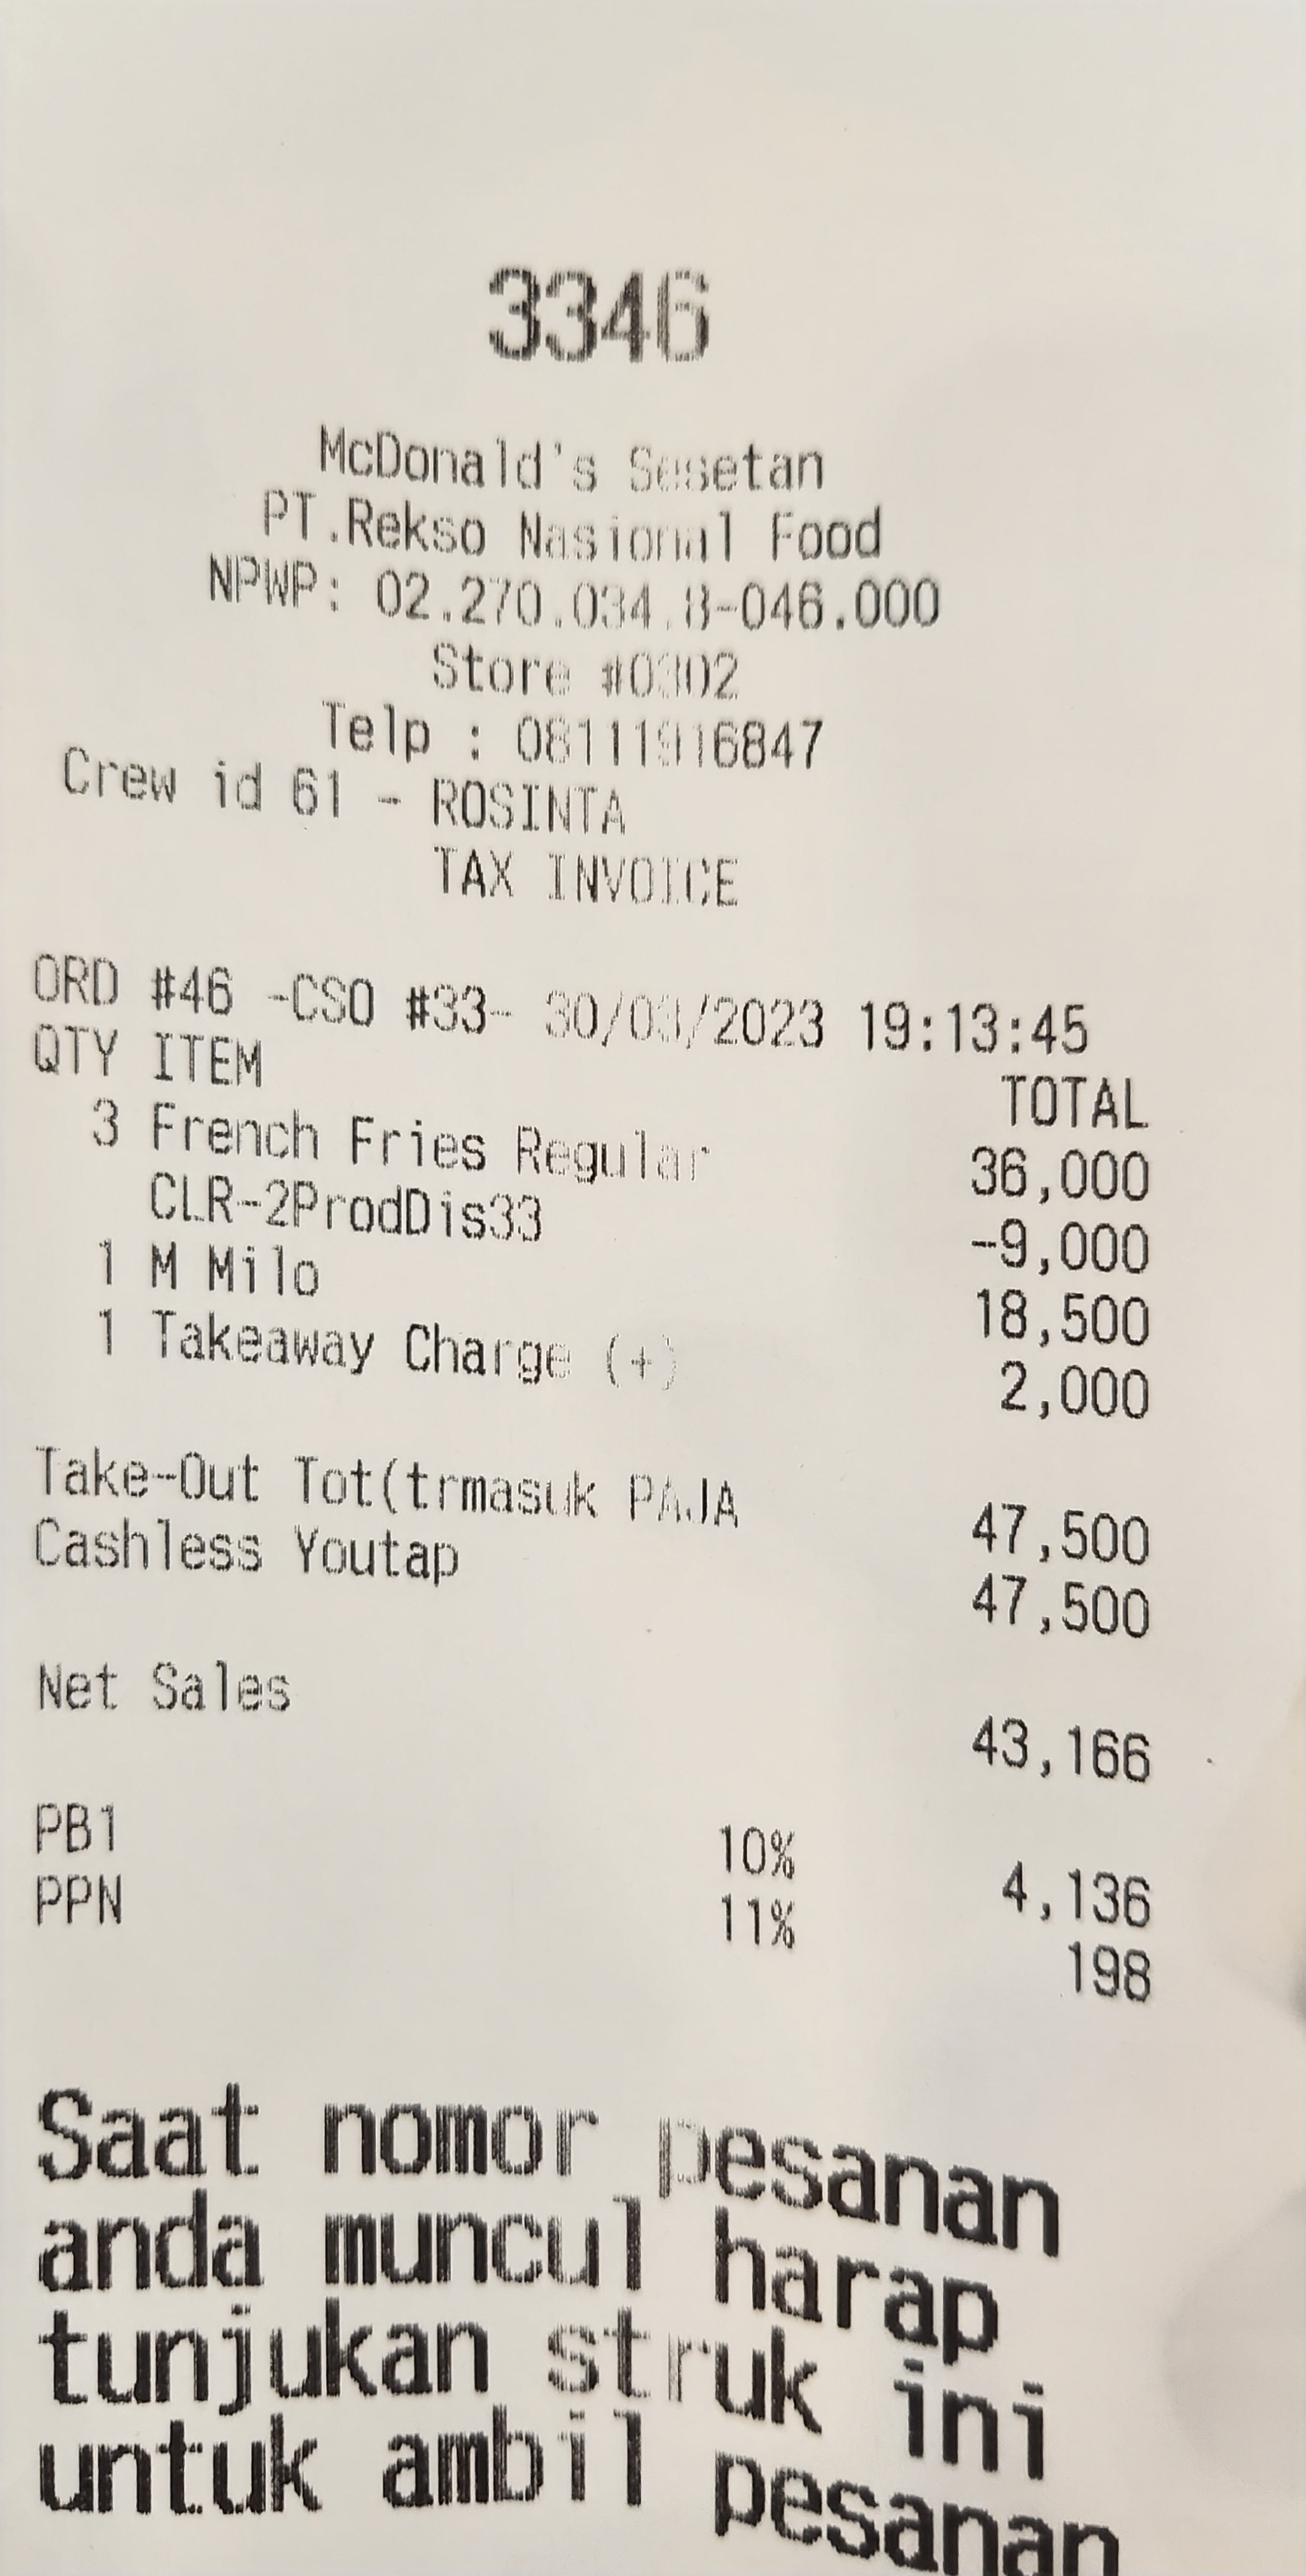 3346
McDonald's Sesetan
PT.Rekso Nasional Food
NPWP: 02.270.034.8-046.000
Store #0302
Telp : 08111916847
Crew id 61 - ROSINTA
TAX INVOICE
ORD #46 -CSO #33- 30/03/2023 19:13:45
QTY ITEM TOTAL
3 French Fries Regular 36,000
CLR-2ProdDis33 -9,000
1 M Milo 18,500
1 Takeaway Charge (+) 2,000
Take-Out Tot(trmasuk PAJA 47,500
Cashless Youtap 47,500
Net Sales 43,166
PB1 10% 4,136
PPN 11% 198
Saat nomor pesanan
anda muncul harap
tunjukan struk ini
untuk ambil pesanan